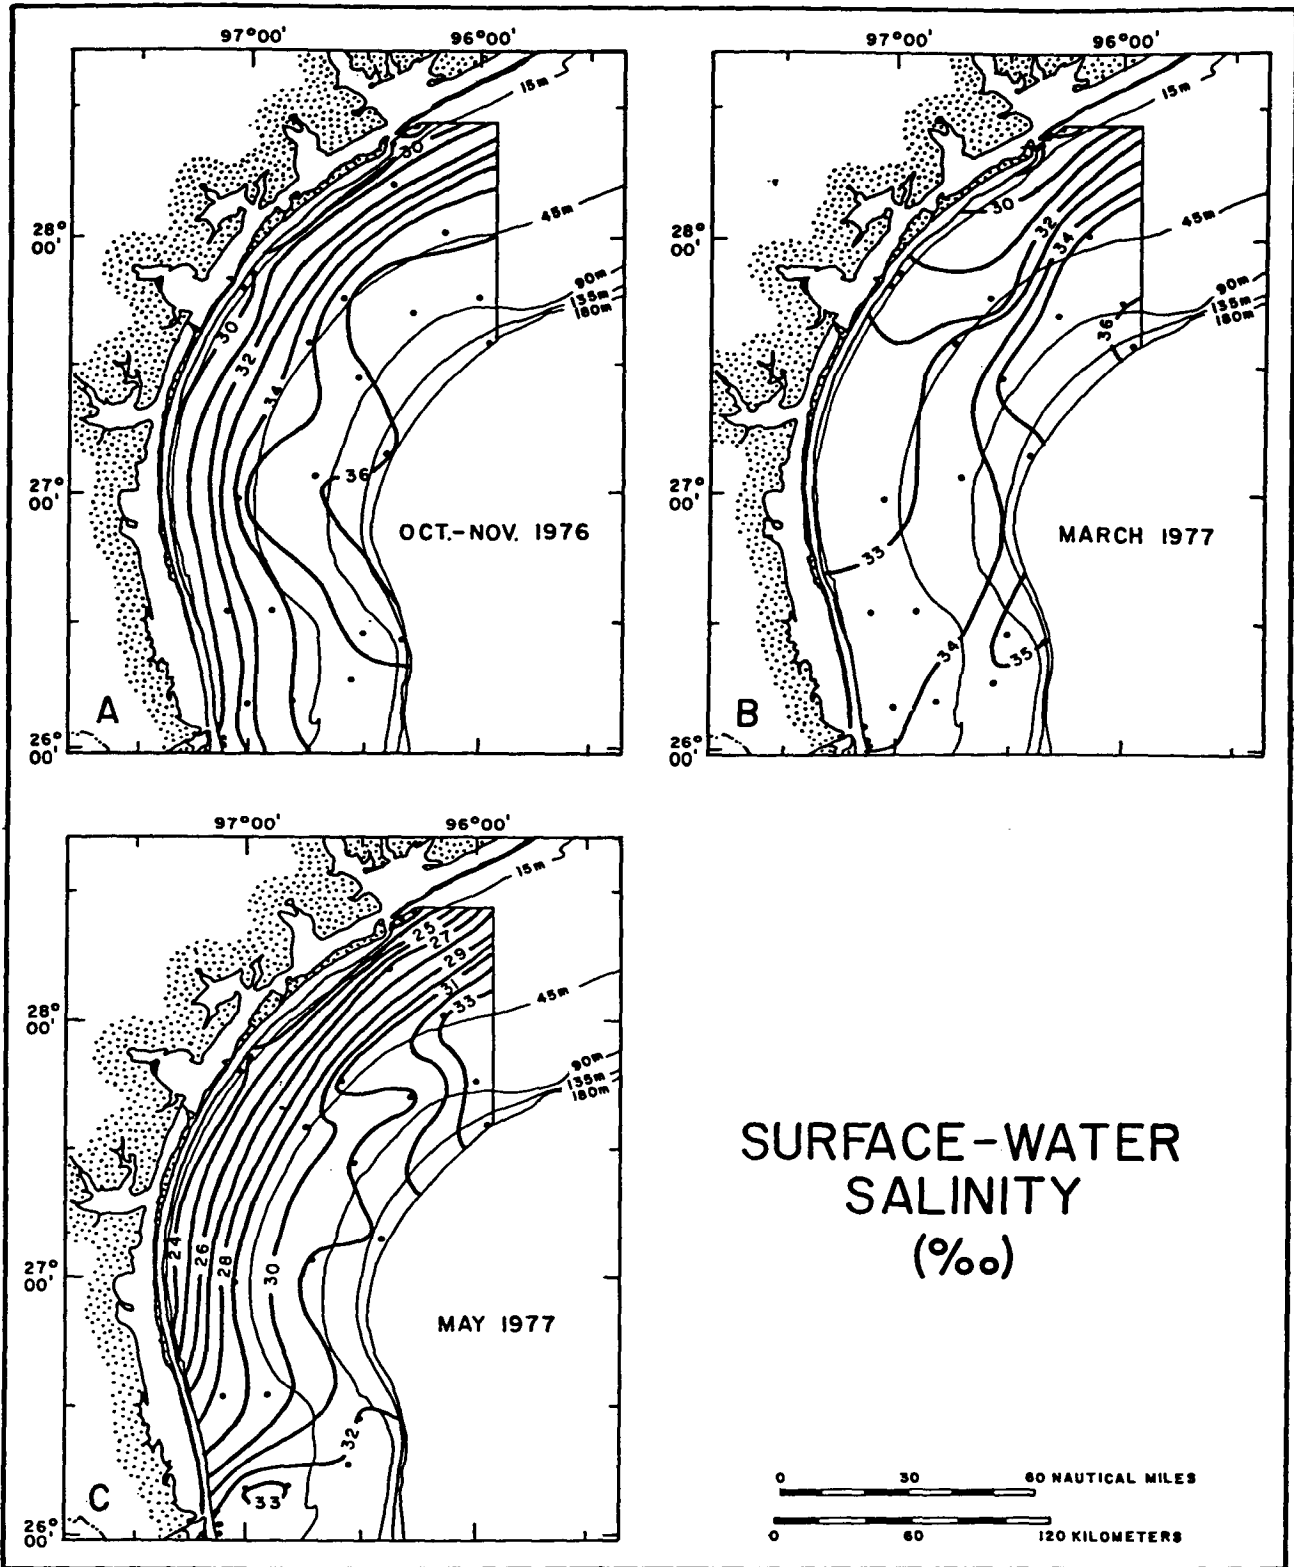 97°00'
96°00'
15m
30
28°
00'
45m
90m
135m
180m
30
32
34
27°
00'
36
OCT.-NOV. 1976
A
26°
00'
97°00'
96°00'
15m
30
32
34
28°
00'
45m
90m
135m
180m
36
27°
00'
MARCH 1977
33
34
35
B
26°
00'
97°00'
96°00'
15m
25
27
29
31
33
28°
00'
45m
90m
135m
180m
24
26
28
30
27°
00'
MAY 1977
32
33
C
26°
00'
SURFACE-WATER
SALINITY
(‰)
0 30 60 NAUTICAL MILES
0 60 120 KILOMETERS